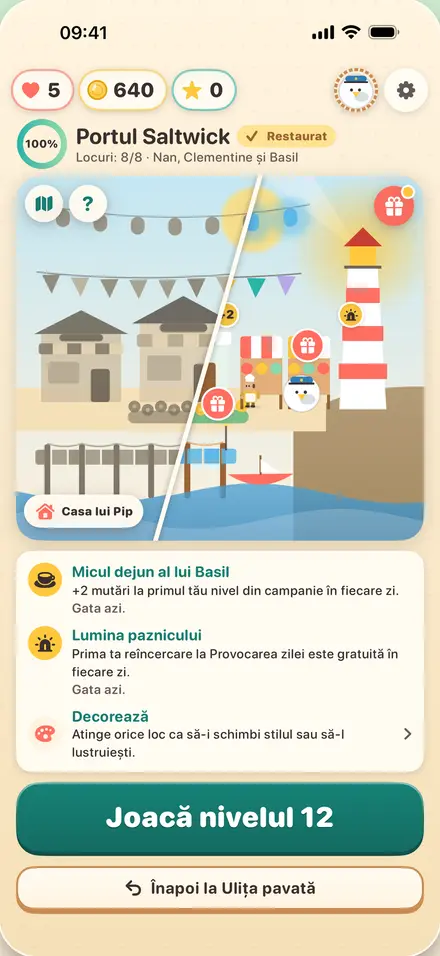 09:41
5
640
0
100%
Portul Saltwick
Restaurat
Locuri: 8/8 · Nan, Clementine și Basil
?
+2
Casa lui Pip
Micul dejun al lui Basil
+2 mutări la primul tău nivel din campanie în fiecare zi.
Gata azi.
Lumina paznicului
Prima ta reîncercare la Provocarea zilei este gratuită în
fiecare zi.
Gata azi.
Decorează
Atinge orice loc ca să-i schimbi stilul sau să-l
lustruiești.
Joacă nivelul 12
Înapoi la Ulița pavată